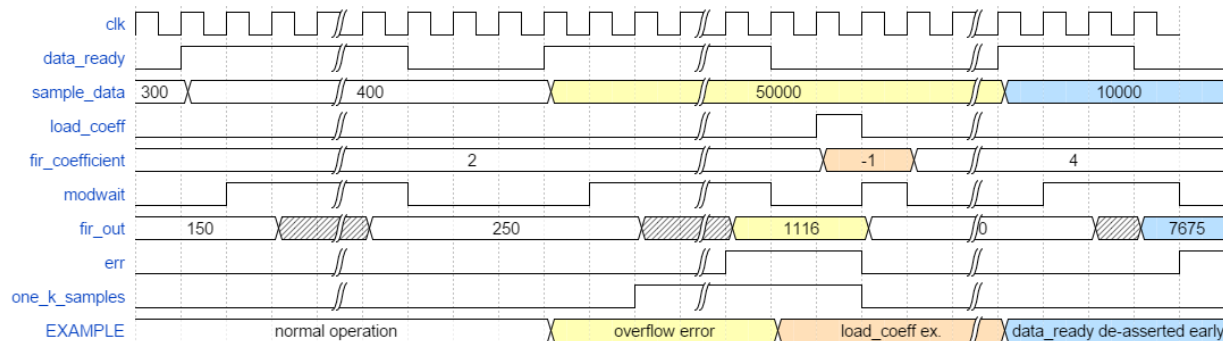 clk
data_ready
sample_data 300 400 50000 10000
load_coeff
fir_coefficient 2 -1 4
modwait
fir_out 150 250 1116 0 7675
err
one_k_samples
EXAMPLE normal operation overflow error load_coeff ex. data_ready de-asserted early